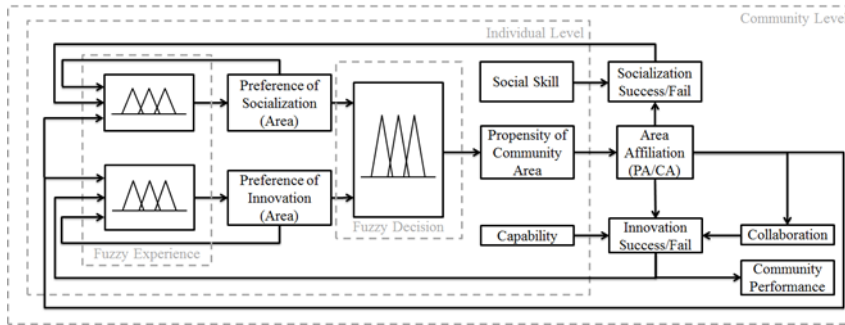 Community Level
Individual Level
Preference of
Socialization
(Area)
Social Skill
Socialization
Success/Fail
Propensity of
Community
Area
Area
Affiliation
(PA/CA)
Preference of
Innovation
(Area)
Fuzzy Experience
Fuzzy Decision
Capability
Innovation
Success/Fail
Collaboration
Community
Performance